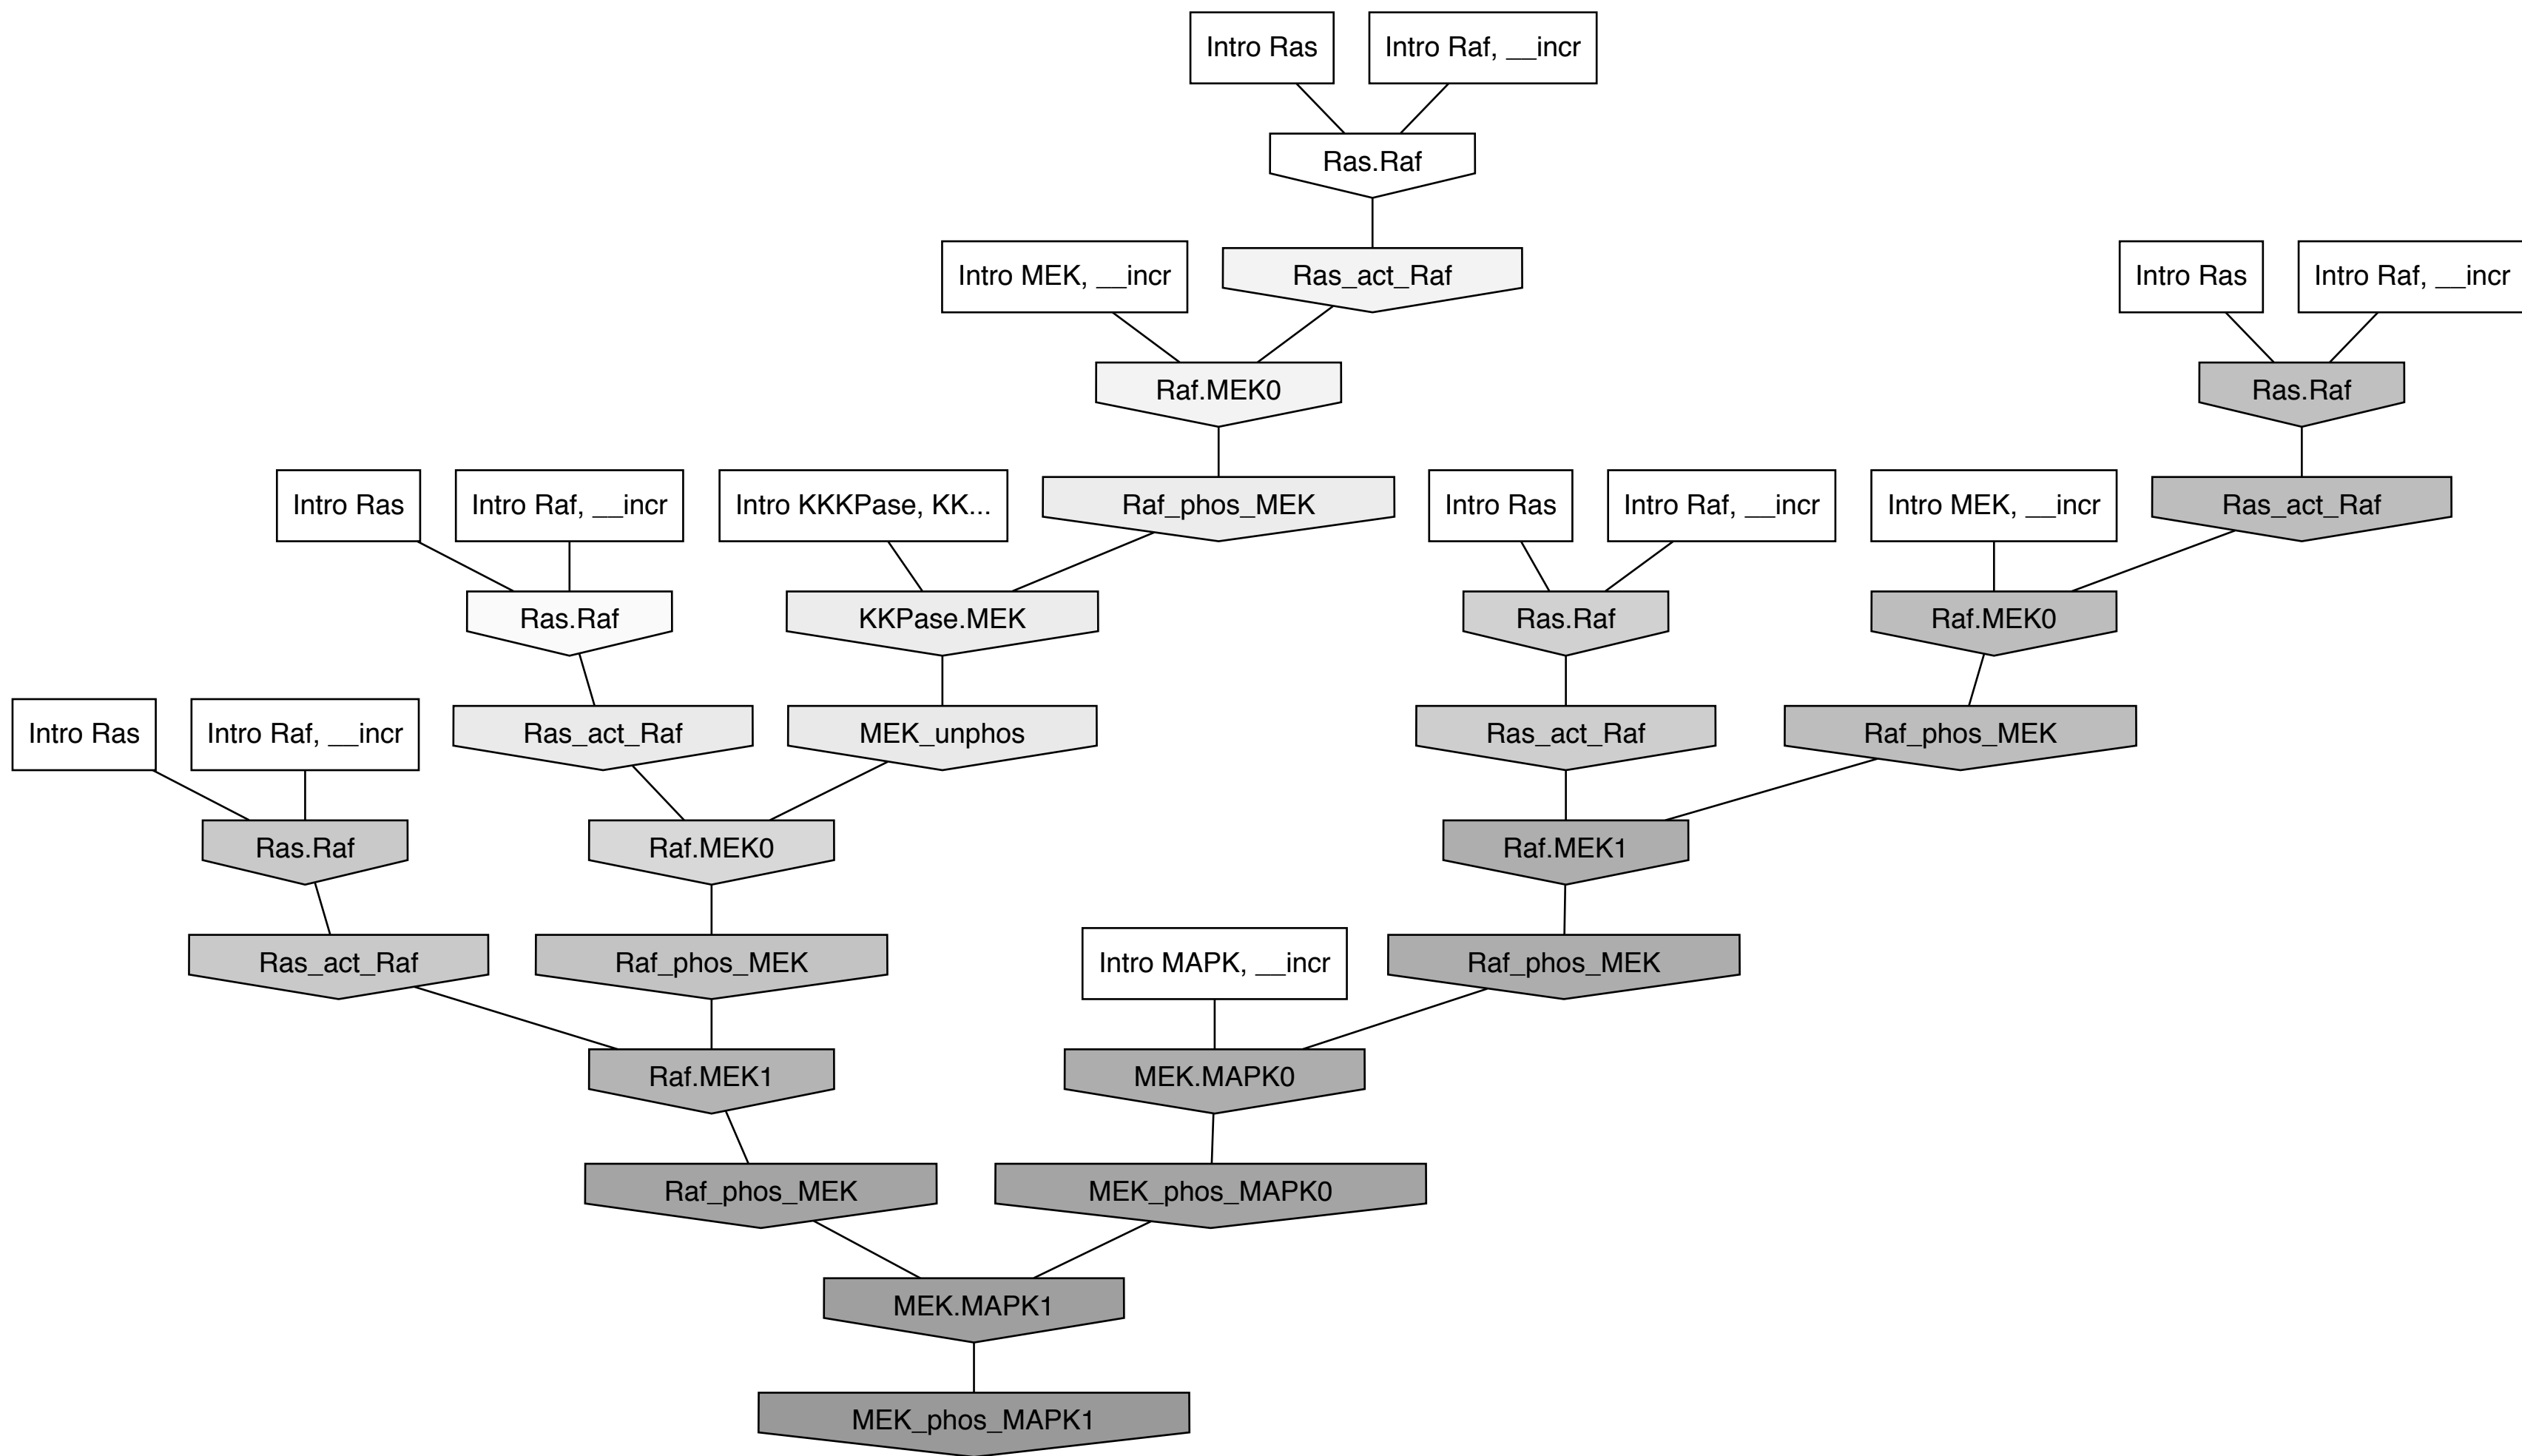 Intro Ras
Intro Raf, __incr
Ras.Raf
Intro MEK, __incr
Ras_act_Raf
Intro Ras
Intro Raf, __incr
Raf.MEK0
Ras.Raf
Intro Ras
Intro Raf, __incr
Intro KKKPase, KK...
Raf_phos_MEK
Intro Ras
Intro Raf, __incr
Intro MEK, __incr
Ras_act_Raf
Ras.Raf
KKPase.MEK
Ras.Raf
Raf.MEK0
Intro Ras
Intro Raf, __incr
Ras_act_Raf
MEK_unphos
Ras_act_Raf
Raf_phos_MEK
Ras.Raf
Raf.MEK0
Raf.MEK1
Ras_act_Raf
Raf_phos_MEK
Intro MAPK, __incr
Raf_phos_MEK
Raf.MEK1
MEK.MAPK0
Raf_phos_MEK
MEK_phos_MAPK0
MEK.MAPK1
MEK_phos_MAPK1